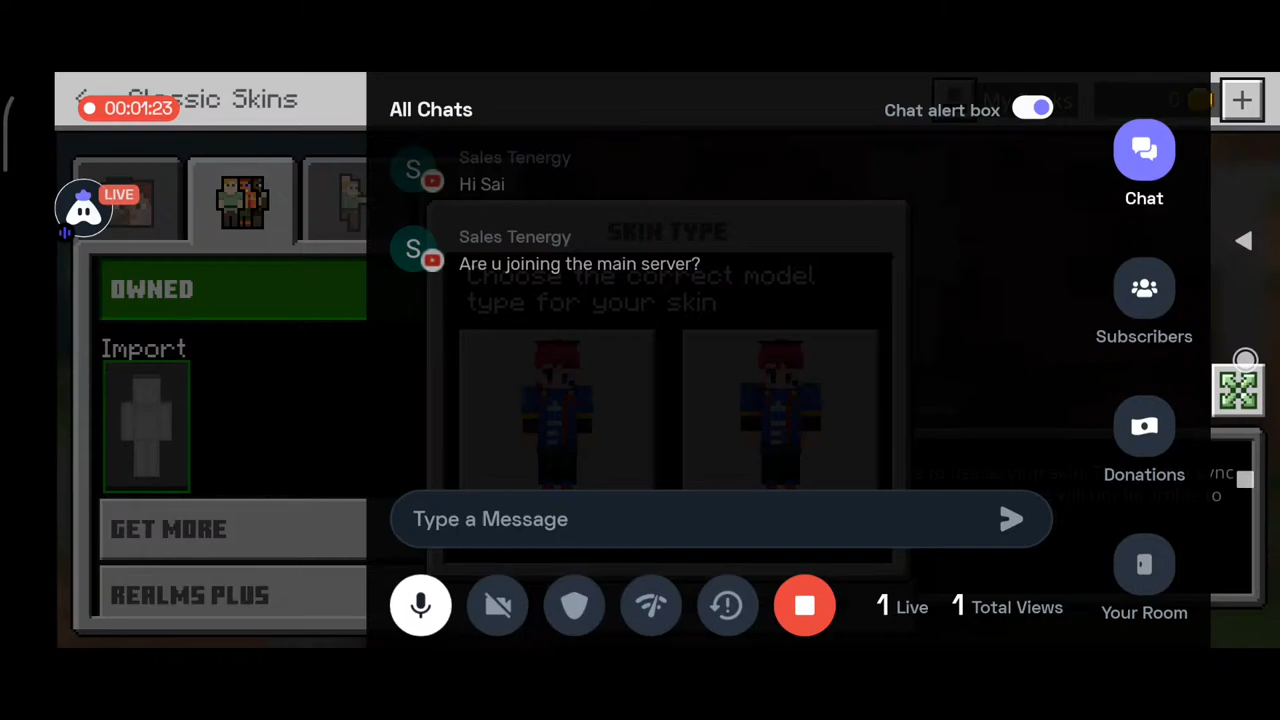 Classic Skins
00:01:23
LIVE
OWNED
Import
GET MORE
REALMS PLUS
All Chats
Chat alert box
Sales Tenergy
S
Hi Sai
Sales Tenergy
S
Are u joining the main server?
SKIN TYPE
Choose the correct model
type for your skin
Type a Message
1 Live
1 Total Views
0
Chat
Subscribers
Donations
Your Room